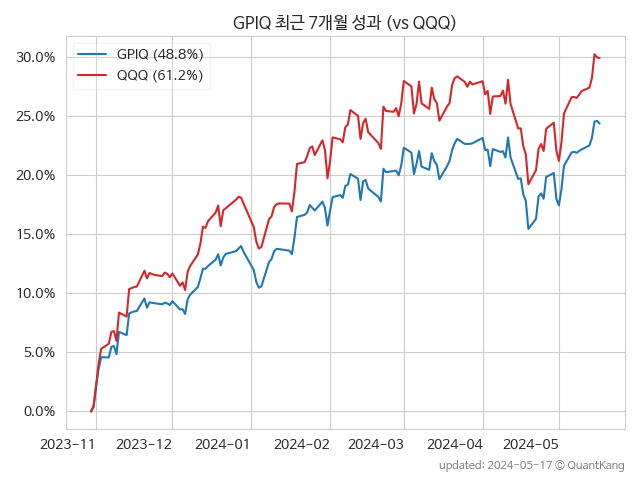 GPIQ 최근 7개월 성과 (vs QQQ)
GPIQ (48.8%)
QQQ (61.2%)
30.0%
25.0%
20.0%
15.0%
10.0%
5.0%
0.0%
2023-11 2023-12 2024-01 2024-02 2024-03 2024-04 2024-05
updated: 2024-05-17 © QuantKang